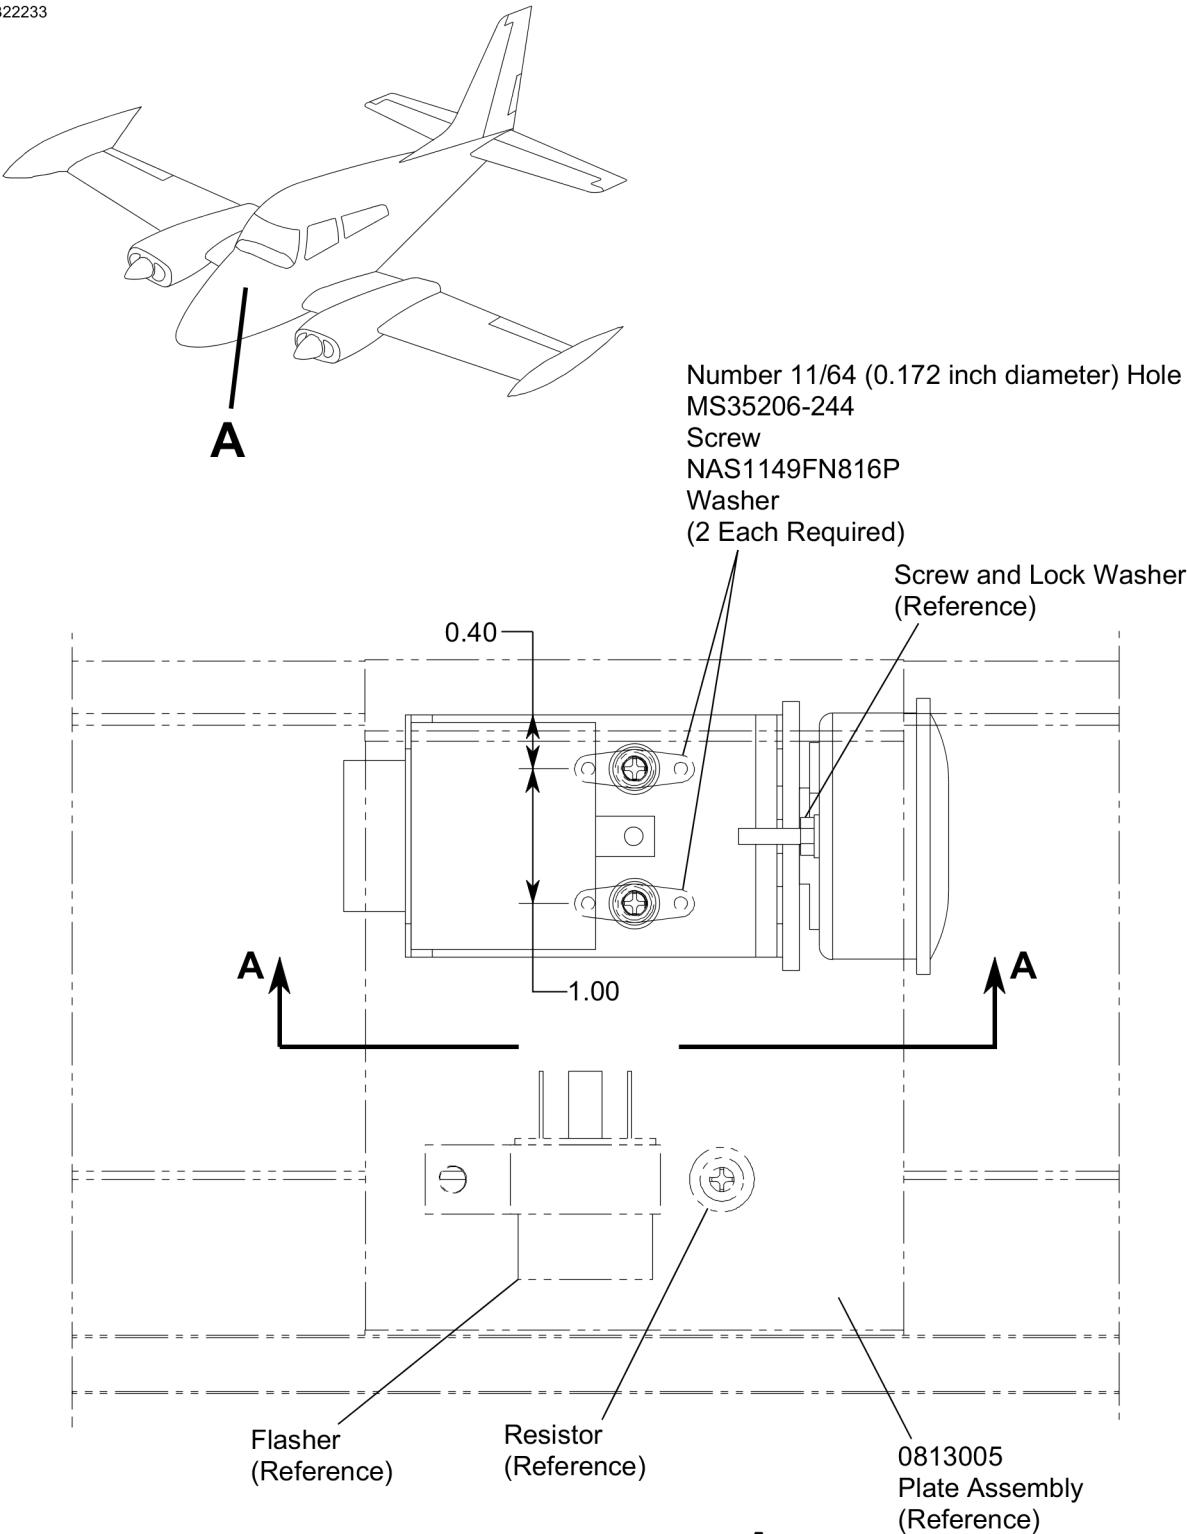 A
Number 11/64 (0.172 inch diameter) Hole
MS35206-244
Screw
NAS1149FN816P
Washer
(2 Each Required)
Screw and Lock Washer
(Reference)
0.40
A
A
1.00
Flasher
(Reference)
Resistor
(Reference)
0813005
Plate Assembly
(Reference)